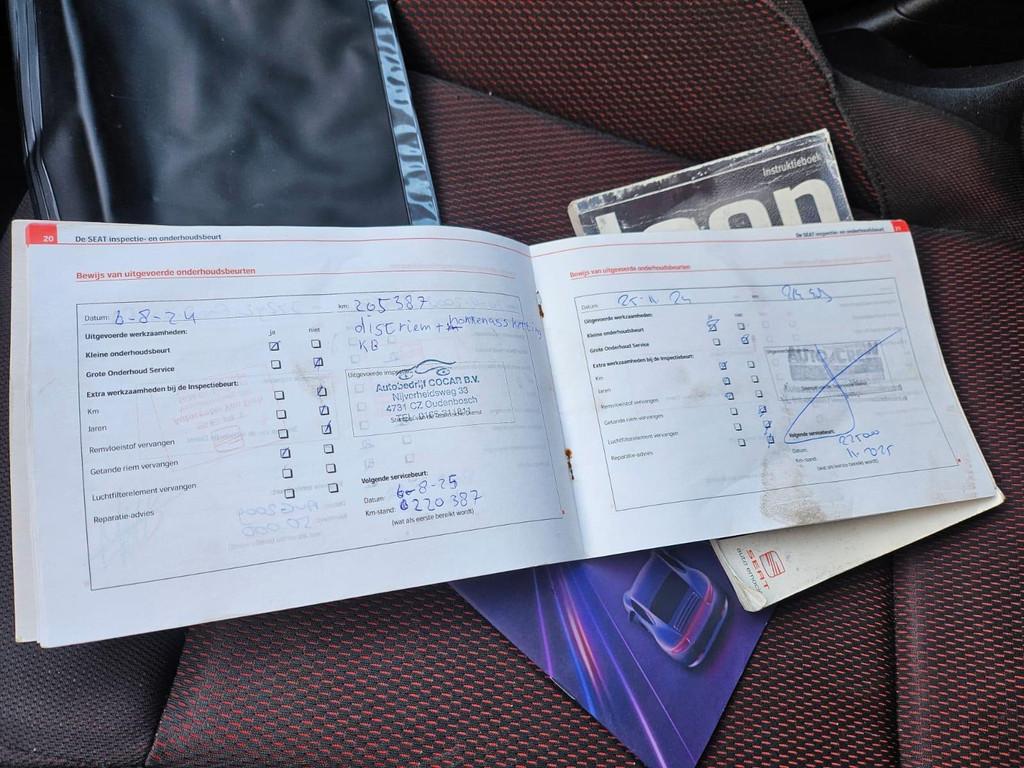 Instruktieboek
leon
20 De SEAT inspectie- en onderhoudsbeurt
Bewijs van uitgevoerde onderhoudsbeurten
Datum: 6-8-24 km: 205387
Uitgevoerde werkzaamheden: ja niet
distriem +
Kleine onderhoudsbeurt
KB
Grote Onderhoud Service
Extra werkzaamheden bij de Inspectiebeurt:
Km
Jaren
Remvloeistof vervangen
Getande riem vervangen
Luchtfilterelement vervangen
Reparatie-advies
Autobedrijf COCAR B.V.
Nijverheidsweg 33
4731 CZ Oudenbosch
Volgende servicebeurt:
Datum: 6-8-25
Km-stand: 220387
(wat als eerste bereikt wordt)
De SEAT inspectie- en onderhoudsbeurt 21
Bewijs van uitgevoerde onderhoudsbeurten
Datum: 25-11-24 km:
Uitgevoerde werkzaamheden: ja niet
Kleine onderhoudsbeurt
Grote Onderhoud Service
Extra werkzaamheden bij de Inspectiebeurt:
Km
Jaren
Remvloeistof vervangen
Getande riem vervangen
Luchtfilterelement vervangen
Reparatie-advies
Volgende servicebeurt:
Datum:
Km-stand: 11-2025
(wat als eerste bereikt wordt)
SEAT